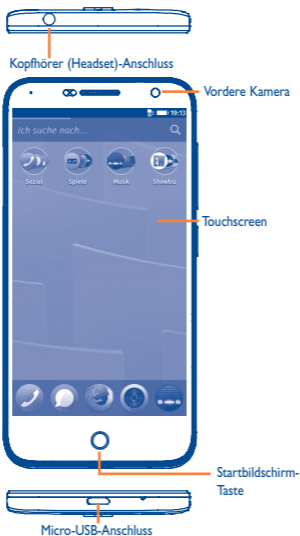 Kopfhörer (Headset)-Anschluss
Vordere Kamera
19:13
Ich suche nach...
Sozial
Spiele
Musik
Showbiz
EW
Touchscreen
Startbildschirm-
Taste
Micro-USB-Anschluss